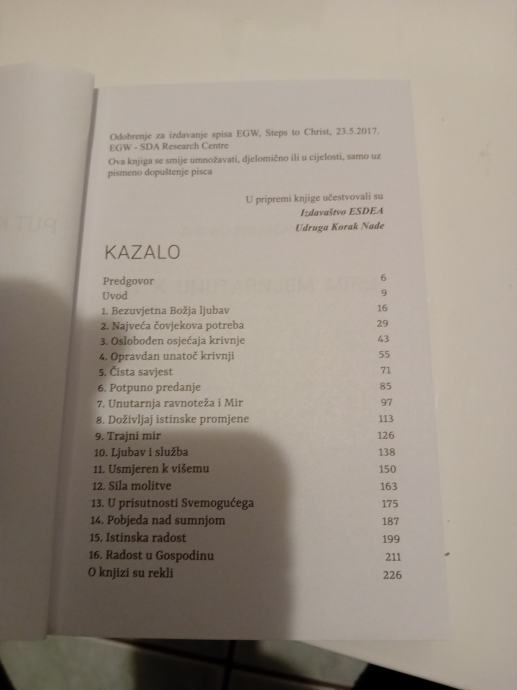 Odobrenje za izdavanje spisa EGW, Steps to Christ, 23.5.2017.
EGW - SDA Research Centre
Ova knjiga se smije umnožavati, djelomično ili u cijelosti, samo uz
pismeno dopuštenje pisca
U pripremi knjige učestvovali su
Izdavaštvo ESDEA
Udruga Korak Nade
KAZALO
Predgovor 6
Uvod 9
1. Bezuvjetna Božja ljubav 16
2. Najveća čovjekova potreba 29
3. Oslobođen osjećaja krivnje 43
4. Opravdan unatoč krivnji 55
5. Čista savjest 71
6. Potpuno predanje 85
7. Unutarnja ravnoteža i Mir 97
8. Doživljaj istinske promjene 113
9. Trajni mir 126
10. Ljubav i služba 138
11. Usmjeren k višemu 150
12. Sila molitve 163
13. U prisutnosti Svemogućega 175
14. Pobjeda nad sumnjom 187
15. Istinska radost 199
16. Radost u Gospodinu 211
O knjizi su rekli 226